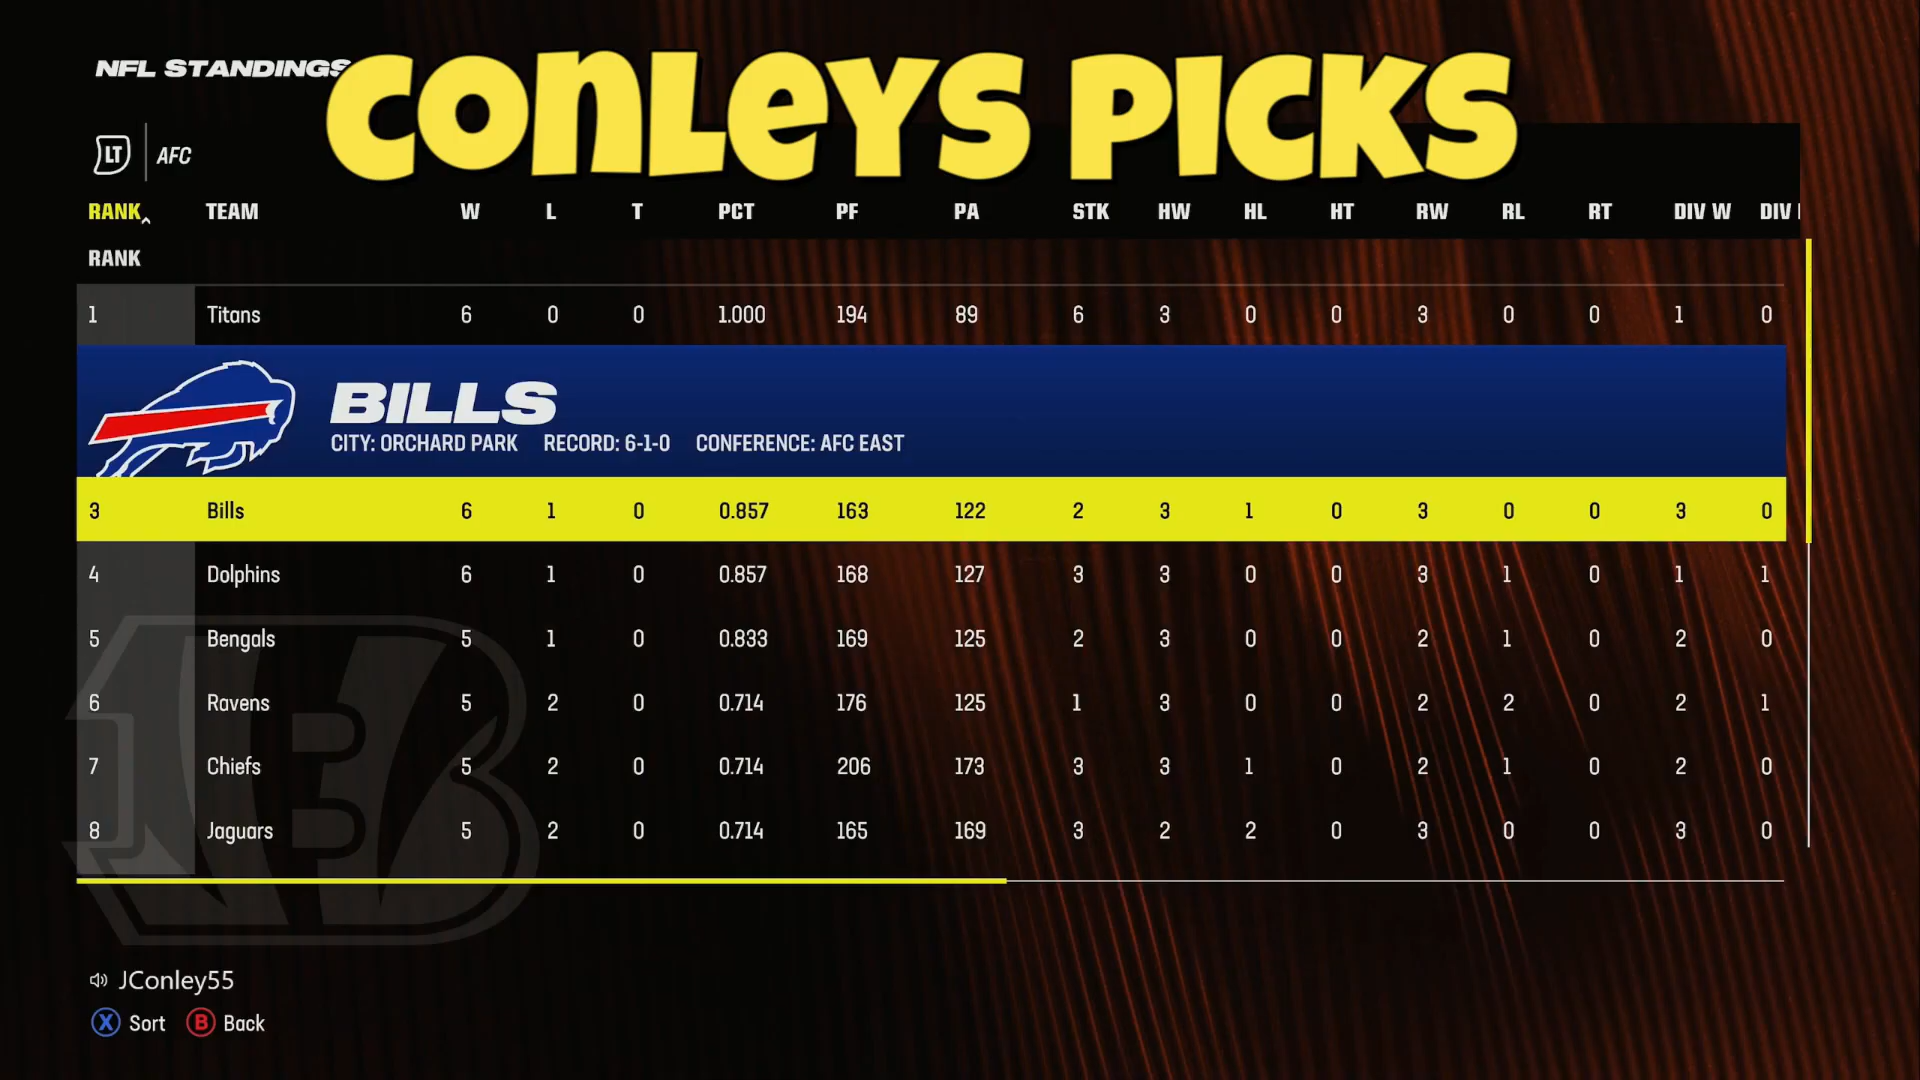 NFL STANDINGS
CONLEYS PICKS
LT AFC
RANK TEAM W L T PCT PF PA STK HW HL HT RW RL RT DIV W DIV
RANK
1 Titans 6 0 0 1.000 194 89 6 3 0 0 3 0 0 1 0
BILLS
CITY: ORCHARD PARK RECORD: 6-1-0 CONFERENCE: AFC EAST
3 Bills 6 1 0 0.857 163 122 2 3 1 0 3 0 0 3 0
4 Dolphins 6 1 0 0.857 168 127 3 3 0 0 3 1 0 1 1
5 Bengals 5 1 0 0.833 169 125 2 3 0 0 2 1 0 2 0
6 Ravens 5 2 0 0.714 176 125 1 3 0 0 2 2 0 2 1
7 Chiefs 5 2 0 0.714 206 173 3 3 1 0 2 1 0 2 0
8 Jaguars 5 2 0 0.714 165 169 3 2 2 0 3 0 0 3 0
JConley55
X Sort B Back